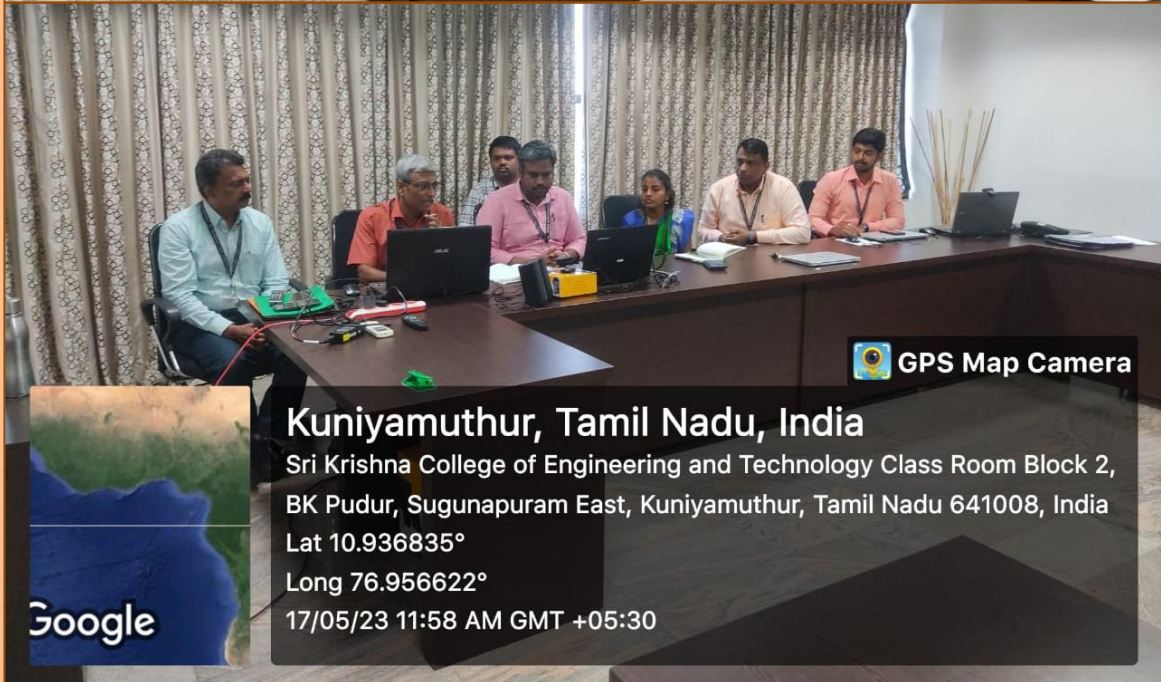 GPS Map Camera
Kuniyamuthur, Tamil Nadu, India
Sri Krishna College of Engineering and Technology Class Room Block 2,
BK Pudur, Sugunapuram East, Kuniyamuthur, Tamil Nadu 641008, India
Lat 10.936835°
Long 76.956622°
17/05/23 11:58 AM GMT +05:30
Google